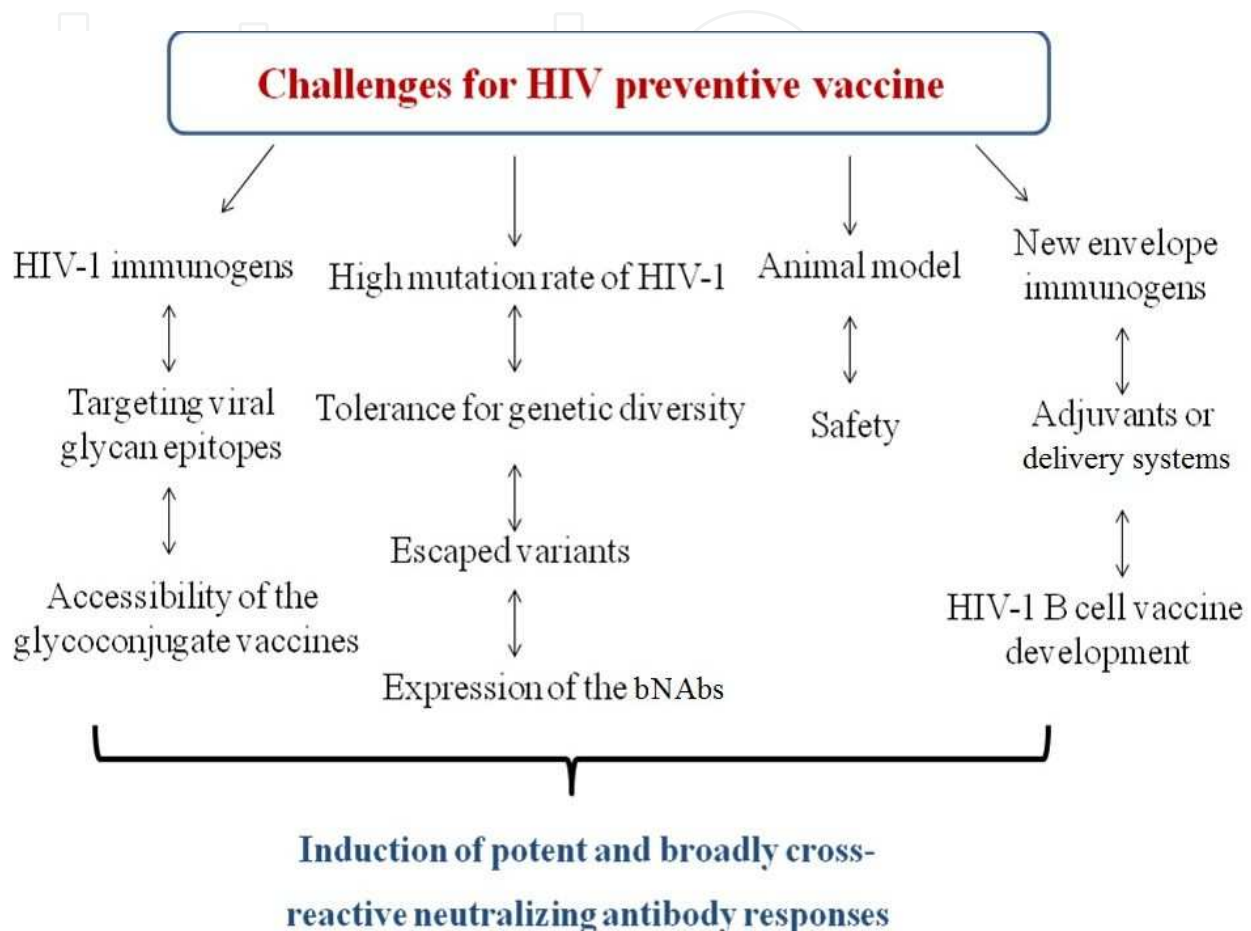 Challenges for HIV preventive vaccine
HIV-1 immunogens
Targeting viral
glycan epitopes
Accessibility of the
glycoconjugate vaccines
High mutation rate of HIV-1
Tolerance for genetic diversity
Escaped variants
Expression of the bNAbs
Animal model
Safety
New envelope
immunogens
Adjuvants or
delivery systems
HIV-1 B cell vaccine
development
Induction of potent and broadly cross-
reactive neutralizing antibody responses